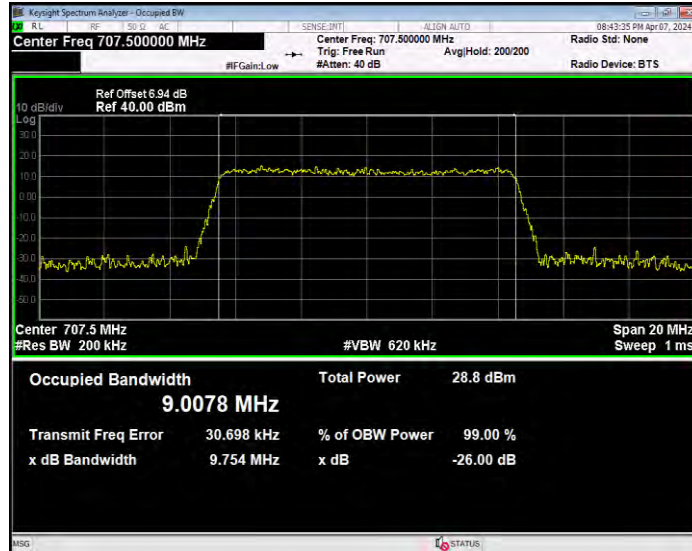 Keysight Spectrum Analyzer - Occupied BW
RL RF 50 Ω AC SENSE:INT ALIGN AUTO 08:43:35 PM Apr 07, 2024
Center Freq 707.500000 MHz Center Freq: 707.500000 MHz Radio Std: None
Trig: Free Run Avg|Hold: 200/200
#IFGain:Low #Atten: 40 dB Radio Device: BTS
Ref Offset 6.94 dB
10 dB/div Ref 40.00 dBm
Log
30.0
20.0
10.0
0.00
-10.0
-20.0
-30.0
-40.0
-50.0
Center 707.5 MHz Span 20 MHz
#Res BW 200 kHz #VBW 620 kHz Sweep 1 ms
Occupied Bandwidth Total Power 28.8 dBm
9.0078 MHz
Transmit Freq Error 30.698 kHz % of OBW Power 99.00 %
x dB Bandwidth 9.754 MHz x dB -26.00 dB
MSG STATUS